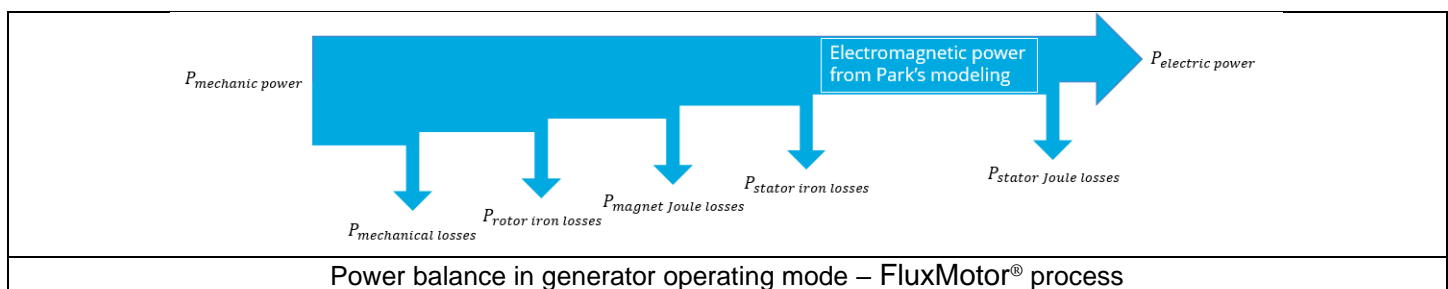 Electromagnetic power
from Park's modeling
P_mechanic power
P_electric power
P_mechanical losses
P_rotor iron losses
P_magnet Joule losses
P_stator iron losses
P_stator Joule losses
Power balance in generator operating mode – FluxMotor® process